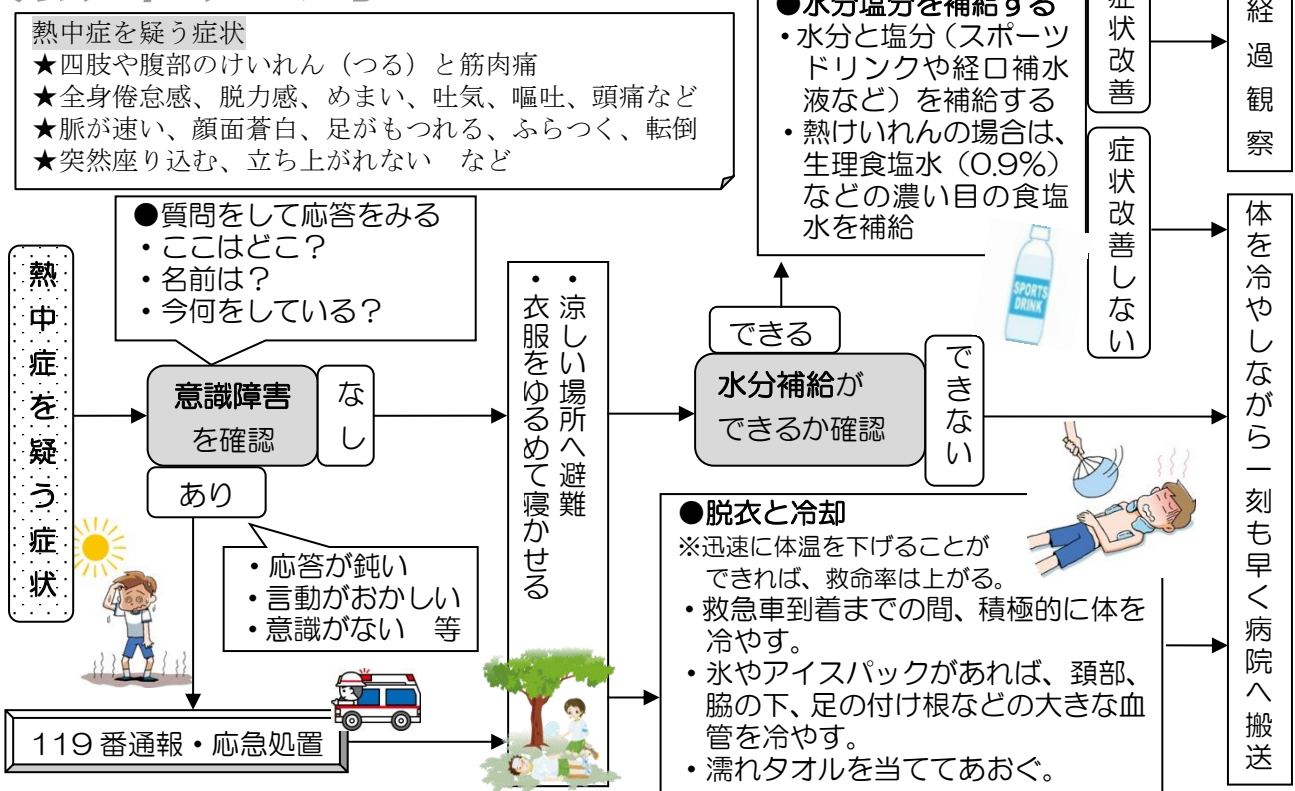 熱中症を疑う症状
★四肢や腹部のけいれん（つる）と筋肉痛
★全身倦怠感、脱力感、めまい、吐気、嘔吐、頭痛など
★脈が速い、顔面蒼白、足がもつれる、ふらつく、転倒
★突然座り込む、立ち上がれない　など
●質問をして応答をみる
・ここはどこ？
・名前は？
・今何をしている？
熱中症を疑う症状
意識障害
を確認
なし
あり
・応答が鈍い
・言動がおかしい
・意識がない　等
119番通報・応急処置
・涼しい場所へ避難
・衣服をゆるめて寝かせる
水分補給が
できるか確認
できる
できない
●水分塩分を補給する
・水分と塩分（スポーツ
ドリンクや経口補水
液など）を補給する
・熱けいれんの場合は、
生理食塩水（0.9%）
などの濃い目の食塩
水を補給
SPORTS
DRINK
症状改善
症状改善しない
経過観察
●脱衣と冷却
※迅速に体温を下げることが
できれば、救命率は上がる。
・救急車到着までの間、積極的に体を
冷やす。
・氷やアイスパックがあれば、頚部、
脇の下、足の付け根などの大きな血
管を冷やす。
・濡れタオルを当ててあおぐ。
体を冷やしながら一刻も早く病院へ搬送